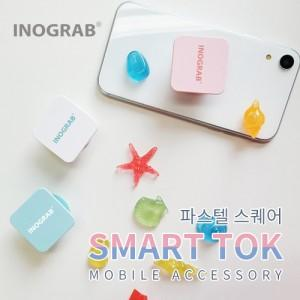 INOGRAB®
INOGRAB
INOGRAB
INOGRAB
파스텔 스퀘어
SMART TOK
MOBILE ACCESSORY